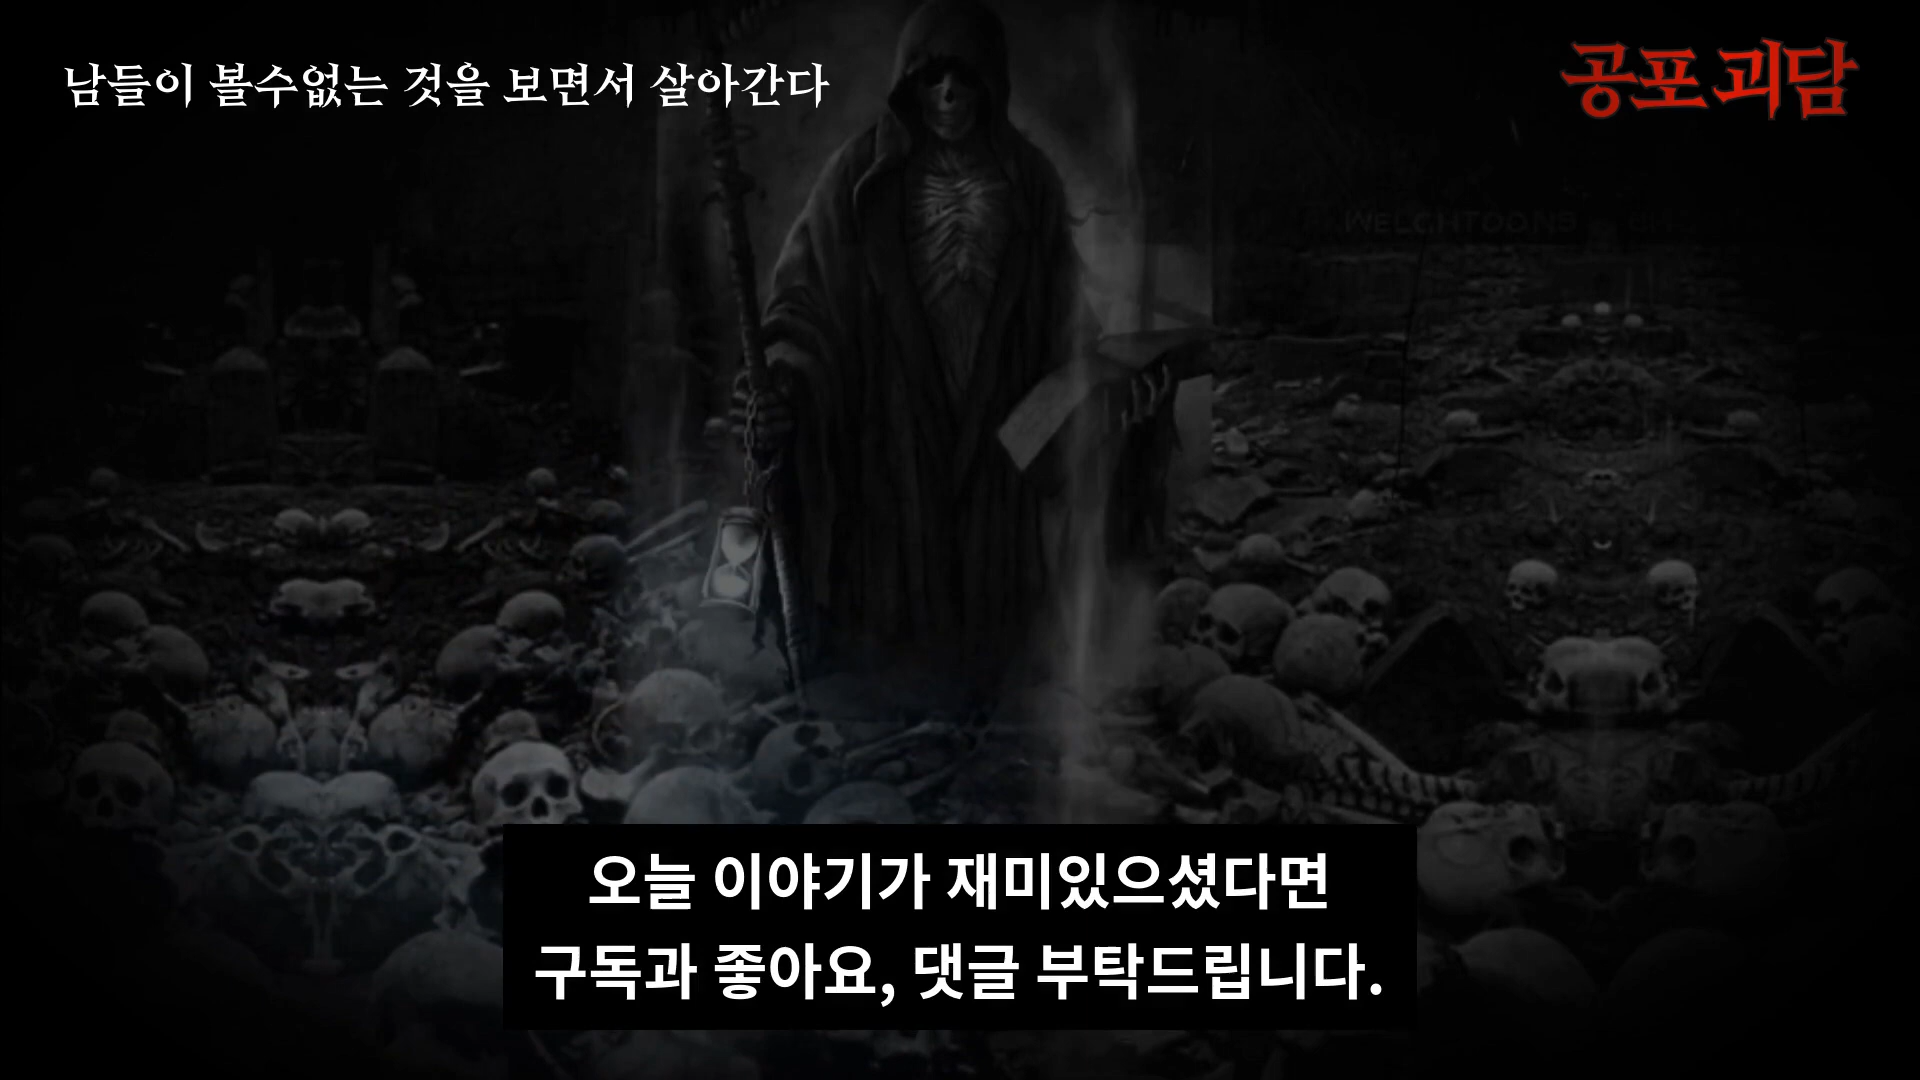 남들이 볼수없는 것을 보면서 살아간다
공포 괴담
WELCHTOONS
오늘 이야기가 재미있으셨다면
구독과 좋아요, 댓글 부탁드립니다.